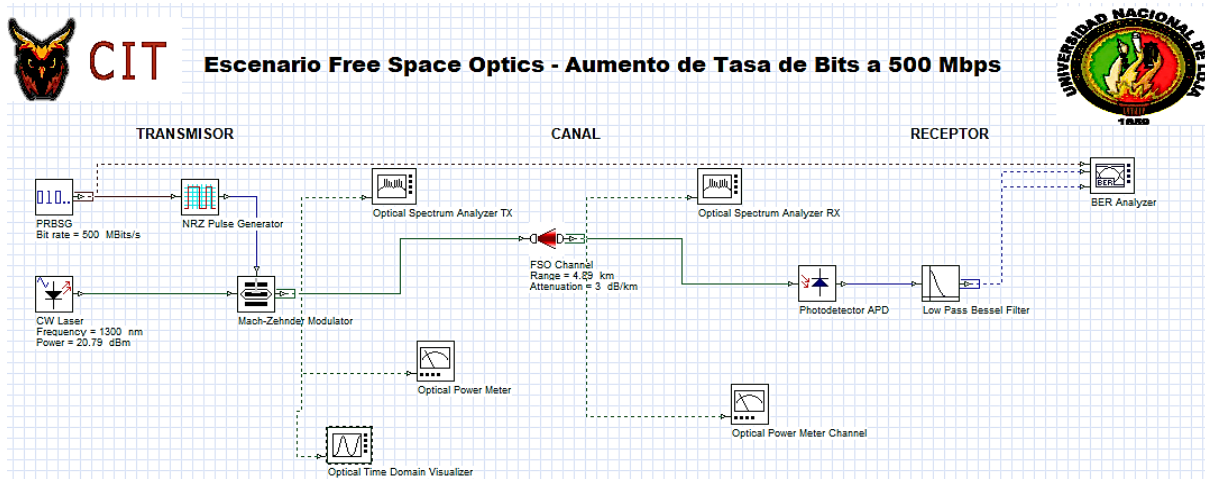 CIT
Escenario Free Space Optics - Aumento de Tasa de Bits a 500 Mbps
UNIVERSIDAD NACIONAL DE LOJA
1859
TRANSMISOR
CANAL
RECEPTOR
010..
PRBSG
Bit rate = 500 MBits/s
NRZ Pulse Generator
Optical Spectrum Analyzer TX
Optical Spectrum Analyzer RX
BER
BER Analyzer
FSO Channel
Range = 4.89 km
Attenuation = 3 dB/km
CW Laser
Frequency = 1300 nm
Power = 20.79 dBm
Mach-Zehnder Modulator
Photodetector APD
Low Pass Bessel Filter
Optical Power Meter
Optical Power Meter Channel
Optical Time Domain Visualizer